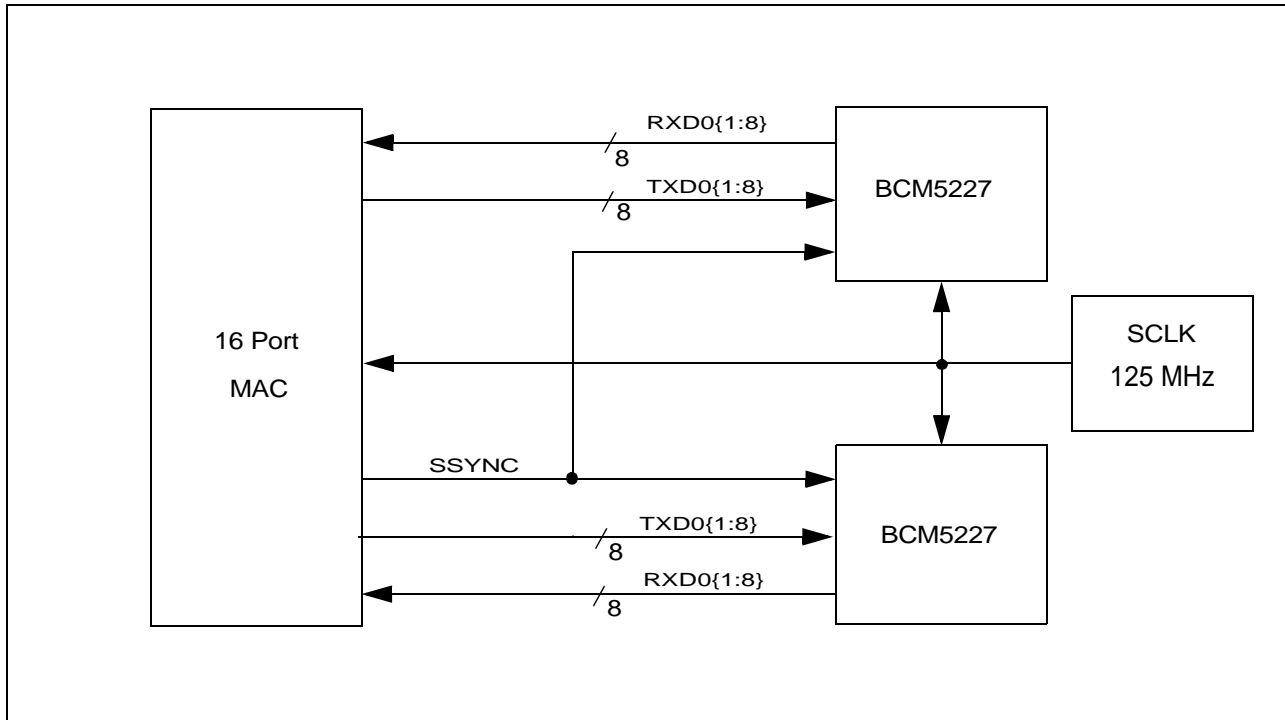 RXD0{1:8}
8
TXD0{1:8}
8
BCM5227
16 Port
MAC
SCLK
125 MHz
SSYNC
TXD0{1:8}
8
BCM5227
RXD0{1:8}
8